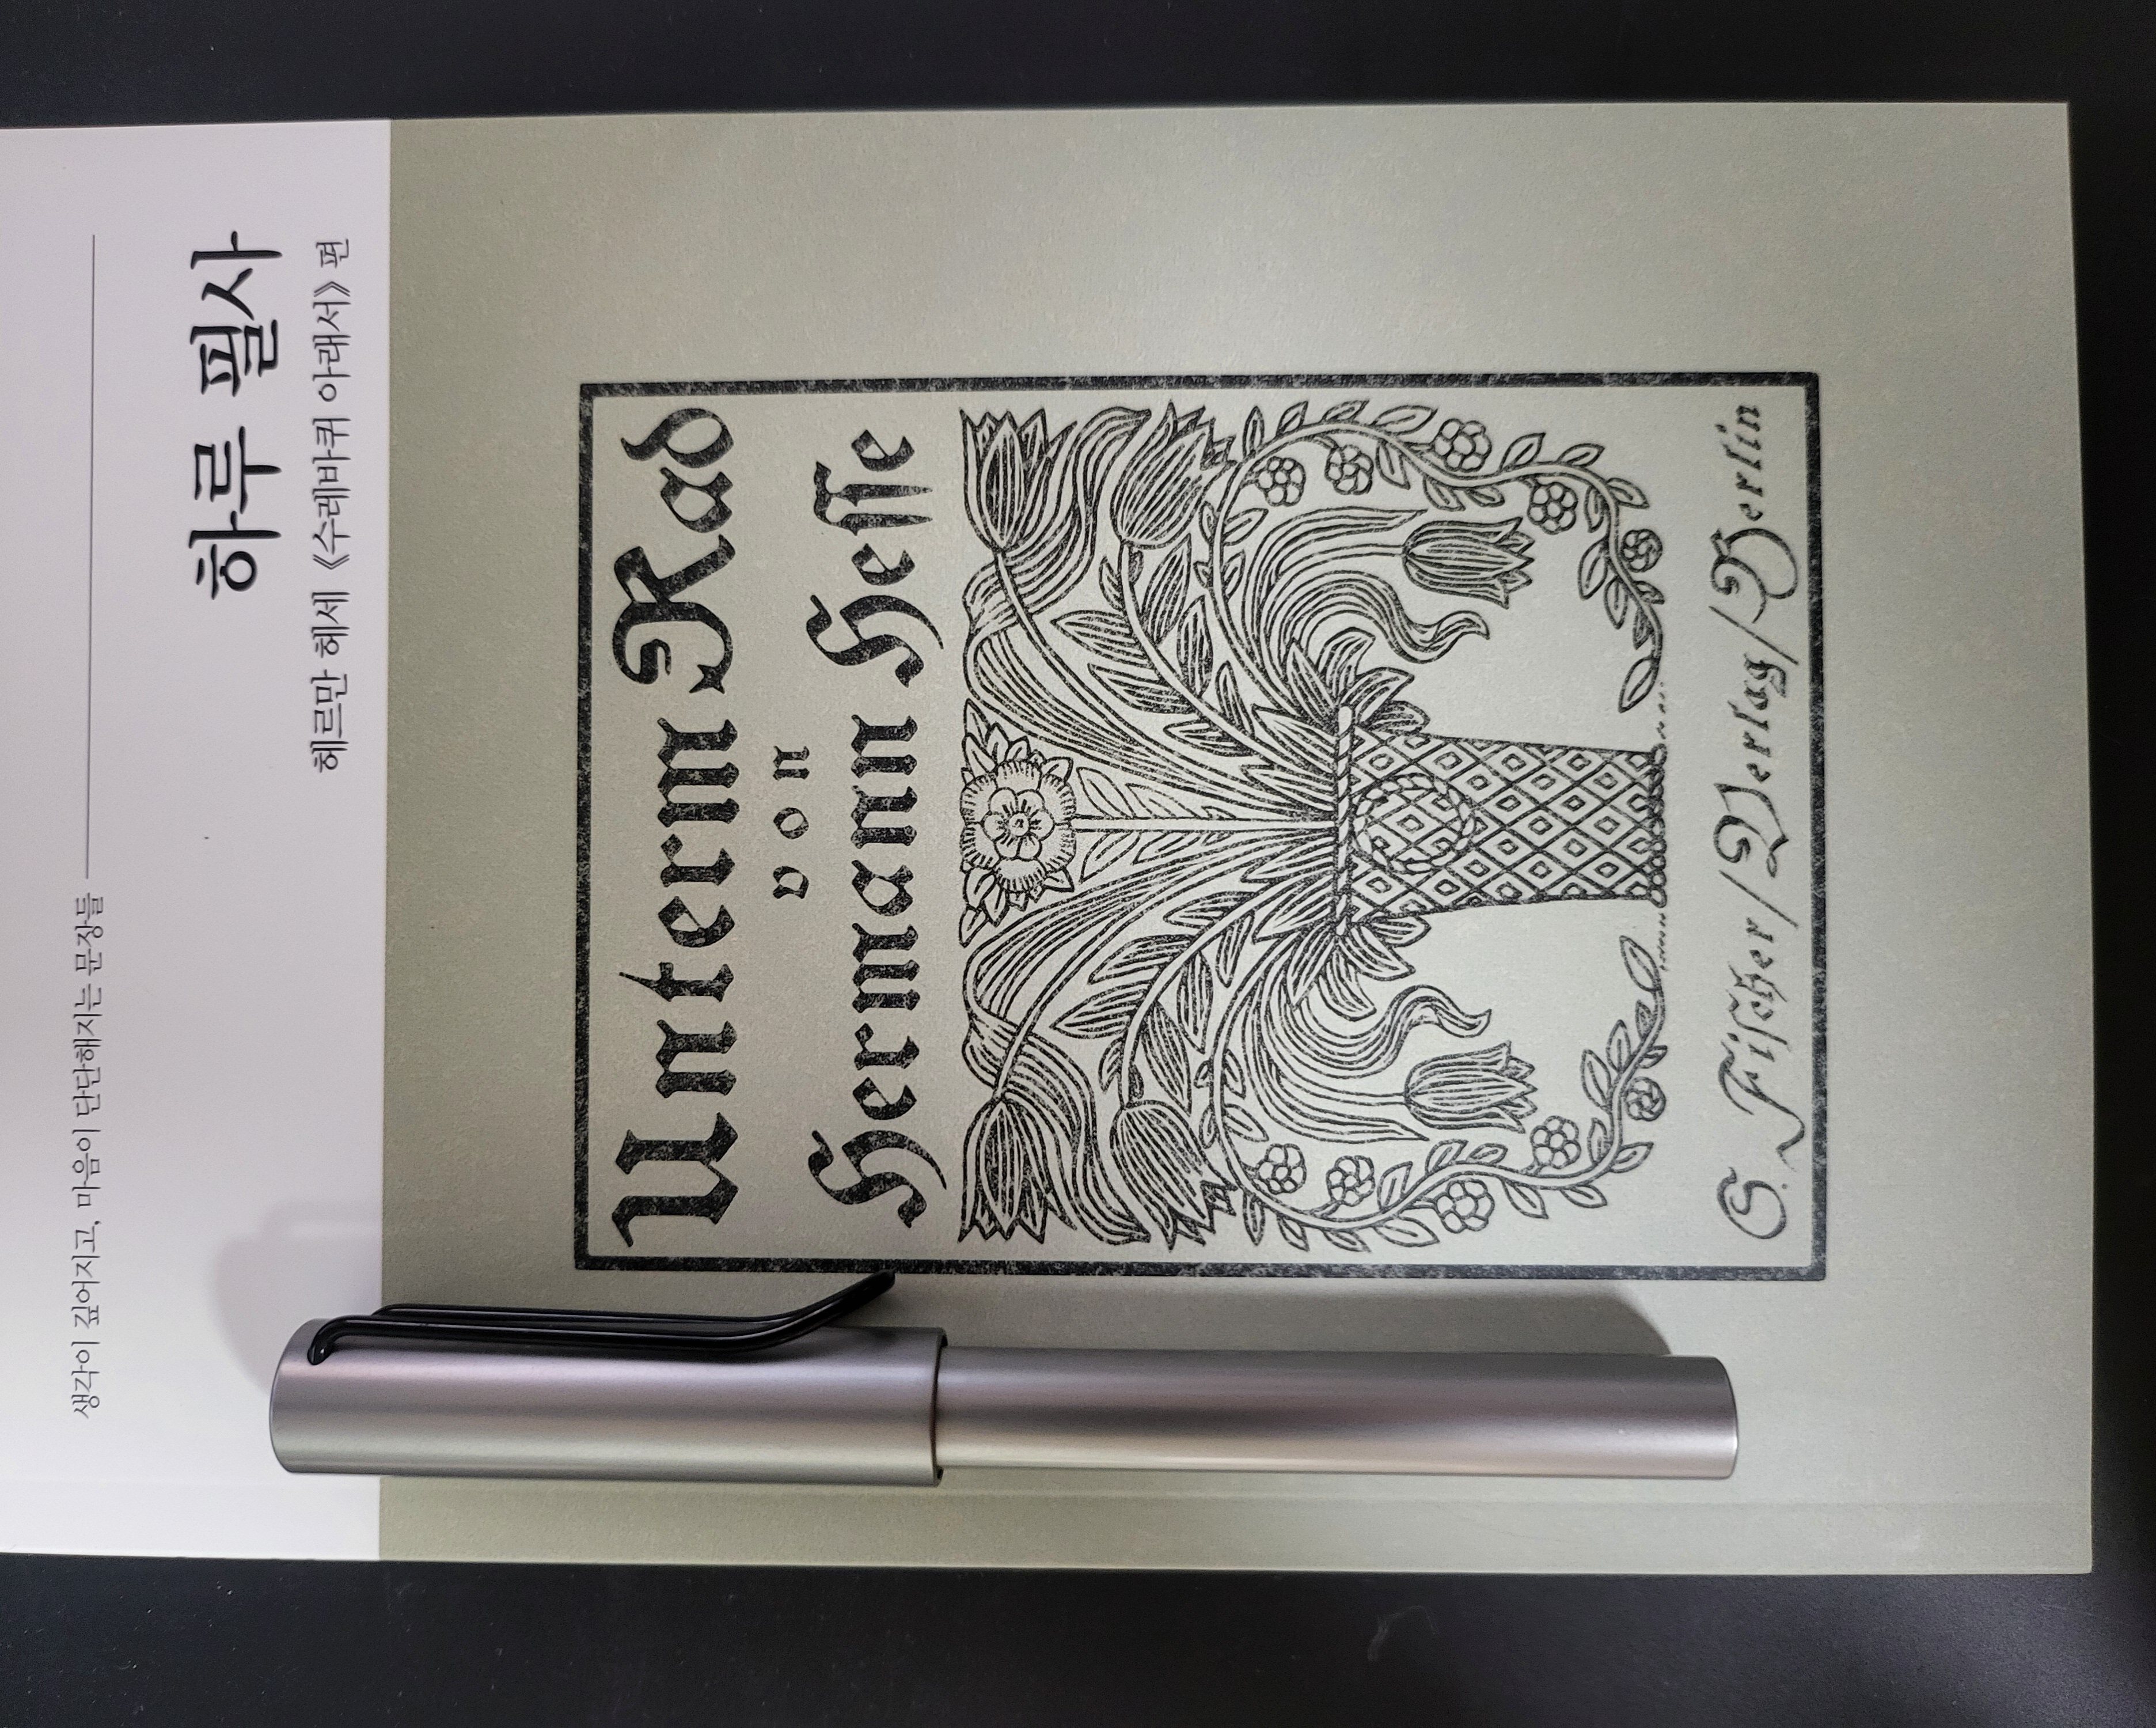 생각이 깊어지고, 마음이 단단해지는 문장들
하루 필사
헤르만 헤세 《수레바퀴 아래서》 편
Unterm Rad
von
Hermann Hesse
S. Fischer/Verlag/Berlin